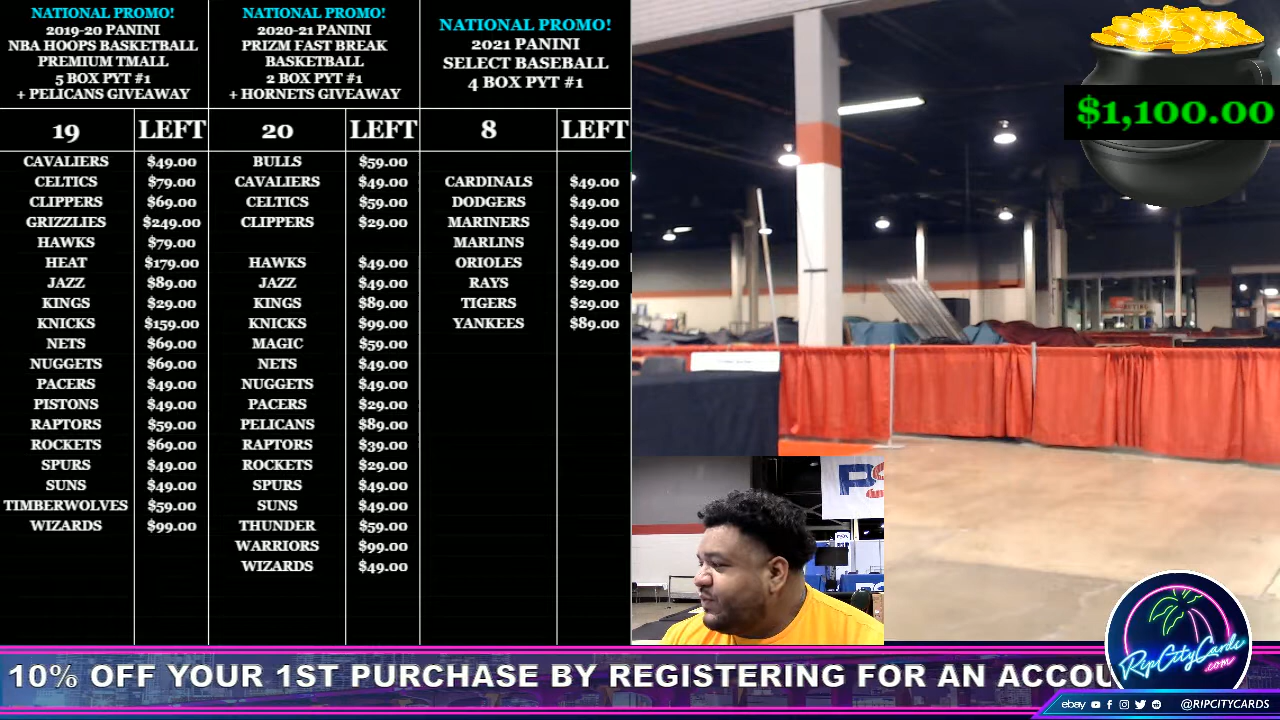 NATIONAL PROMO!
2019-20 PANINI
NBA HOOPS BASKETBALL
PREMIUM TMALL
5 BOX PYT #1
+ PELICANS GIVEAWAY
19 LEFT
CAVALIERS $49.00
CELTICS $79.00
CLIPPERS $69.00
GRIZZLIES $249.00
HAWKS $79.00
HEAT $179.00
JAZZ $89.00
KINGS $29.00
KNICKS $159.00
NETS $69.00
NUGGETS $69.00
PACERS $49.00
PISTONS $49.00
RAPTORS $59.00
ROCKETS $69.00
SPURS $49.00
SUNS $49.00
TIMBERWOLVES $59.00
WIZARDS $99.00
NATIONAL PROMO!
2020-21 PANINI
PRIZM FAST BREAK
BASKETBALL
2 BOX PYT #1
+ HORNETS GIVEAWAY
20 LEFT
BULLS $59.00
CAVALIERS $49.00
CELTICS $59.00
CLIPPERS $29.00
HAWKS $49.00
JAZZ $49.00
KINGS $89.00
KNICKS $99.00
MAGIC $59.00
NETS $49.00
NUGGETS $49.00
PACERS $29.00
PELICANS $89.00
RAPTORS $39.00
ROCKETS $29.00
SPURS $49.00
SUNS $49.00
THUNDER $59.00
WARRIORS $99.00
WIZARDS $49.00
NATIONAL PROMO!
2021 PANINI
SELECT BASEBALL
4 BOX PYT #1
8 LEFT
CARDINALS $49.00
DODGERS $49.00
MARINERS $49.00
MARLINS $49.00
ORIOLES $49.00
RAYS $29.00
TIGERS $29.00
YANKEES $89.00
$1,100.00
PS
10% OFF YOUR 1ST PURCHASE BY REGISTERING FOR AN ACCOU
RipCityCards
.com
ebay @RIPCITYCARDS